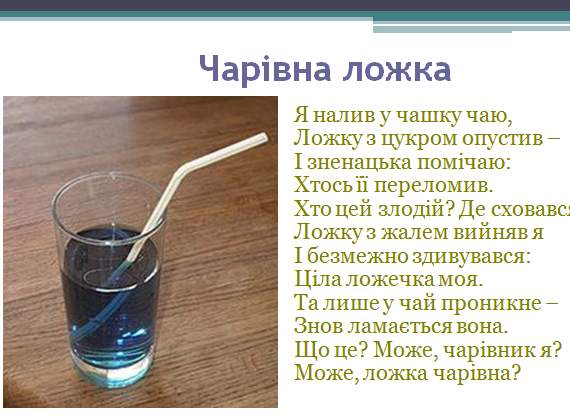 Чарівна ложка
Я налив у чашку чаю,
Ложку з цукром опустив –
І зненацька помічаю:
Хтось її переломив.
Хто цей злодій? Де сховавс
Ложку з жалем вийняв я
І безмежно здивувався:
Ціла ложечка моя.
Та лише у чай проникне –
Знов ламається вона.
Що це? Може, чарівник я?
Може, ложка чарівна?